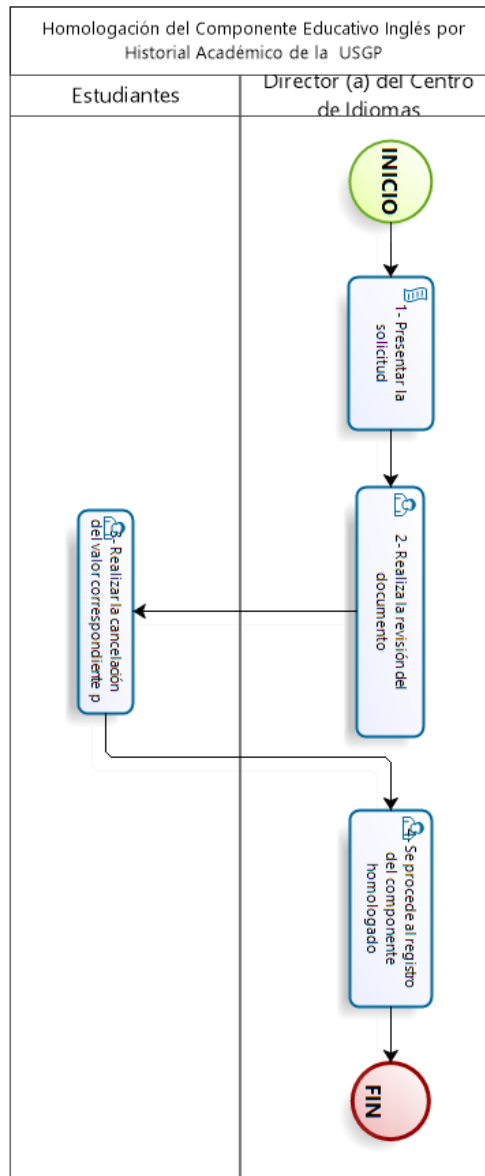 Homologación del Componente Educativo Inglés por
Historial Académico de la USGP
Estudiantes
Director (a) del Centro
de Idiomas
INICIO
1- Presentar la
solicitud
2- Realiza la revisión del
documento
3- Realizar la cancelación
del valor correspondiente p
4- Se procede al registro
del componente
homologado
FIN